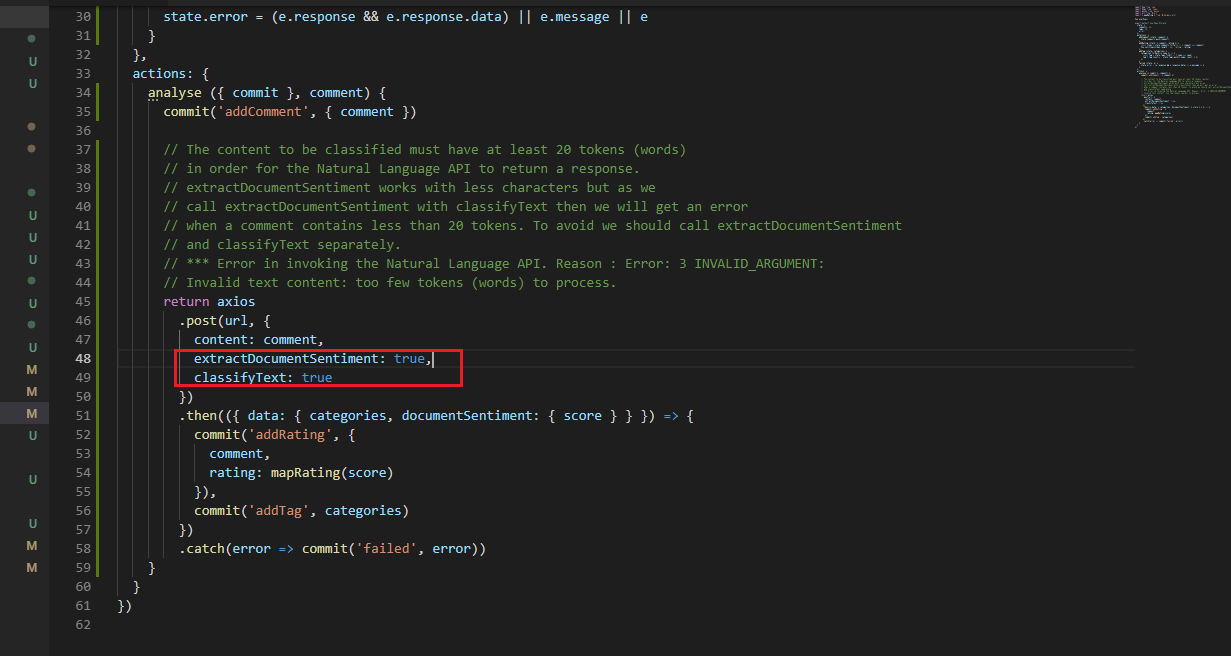 30 state.error = (e.response && e.response.data) || e.message || e
31 }
32 },
33 actions: {
34 analyse ({ commit }, comment) {
35 commit('addComment', { comment })
36
37 // The content to be classified must have at least 20 tokens (words)
38 // in order for the Natural Language API to return a response.
39 // extractDocumentSentiment works with less characters but as we
40 // call extractDocumentSentiment with classifyText then we will get an error
41 // when a comment contains less than 20 tokens. To avoid we should call extractDocumentSentiment
42 // and classifyText separately.
43 // *** Error in invoking the Natural Language API. Reason : Error: 3 INVALID_ARGUMENT:
44 // Invalid text content: too few tokens (words) to process.
45 return axios
46 .post(url, {
47 content: comment,
48 extractDocumentSentiment: true,
49 classifyText: true
50 })
51 .then(({ data: { categories, documentSentiment: { score } } }) => {
52 commit('addRating', {
53 comment,
54 rating: mapRating(score)
55 }),
56 commit('addTag', categories)
57 })
58 .catch(error => commit('failed', error))
59 }
60 }
61 })
62
U
U
U
U
U
U
U
M
M
M
U
U
U
M
M